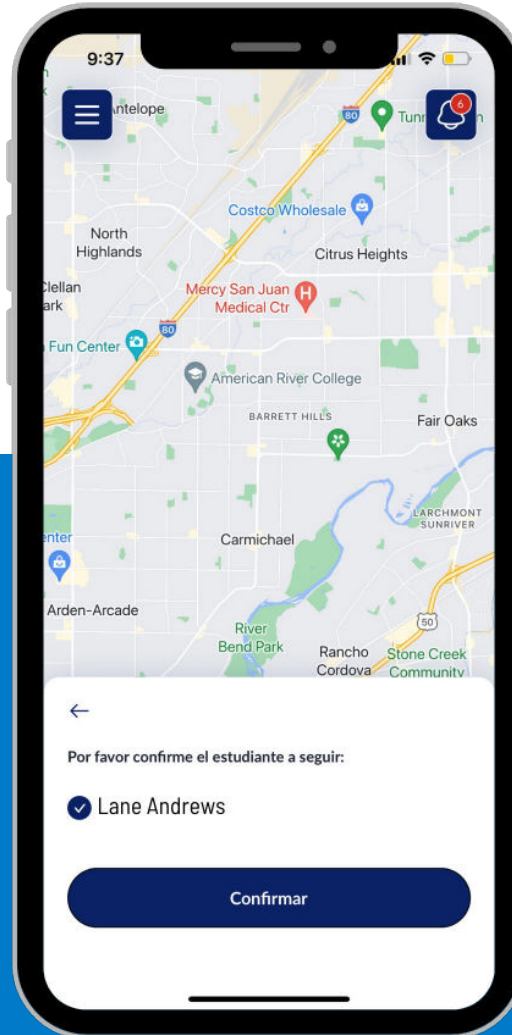 9:37
Antelope
80
6
Costco Wholesale
North
Highlands
Citrus Heights
Mercy San Juan
Medical Ctr
H
80
Fun Center
American River College
BARRETT HILLS
Fair Oaks
LARCHMONT
SUNRIVER
Carmichael
Arden-Arcade
50
River
Bend Park
Rancho
Cordova
Stone Creek
Community
Por favor confirme el estudiante a seguir:
Lane Andrews
Confirmar